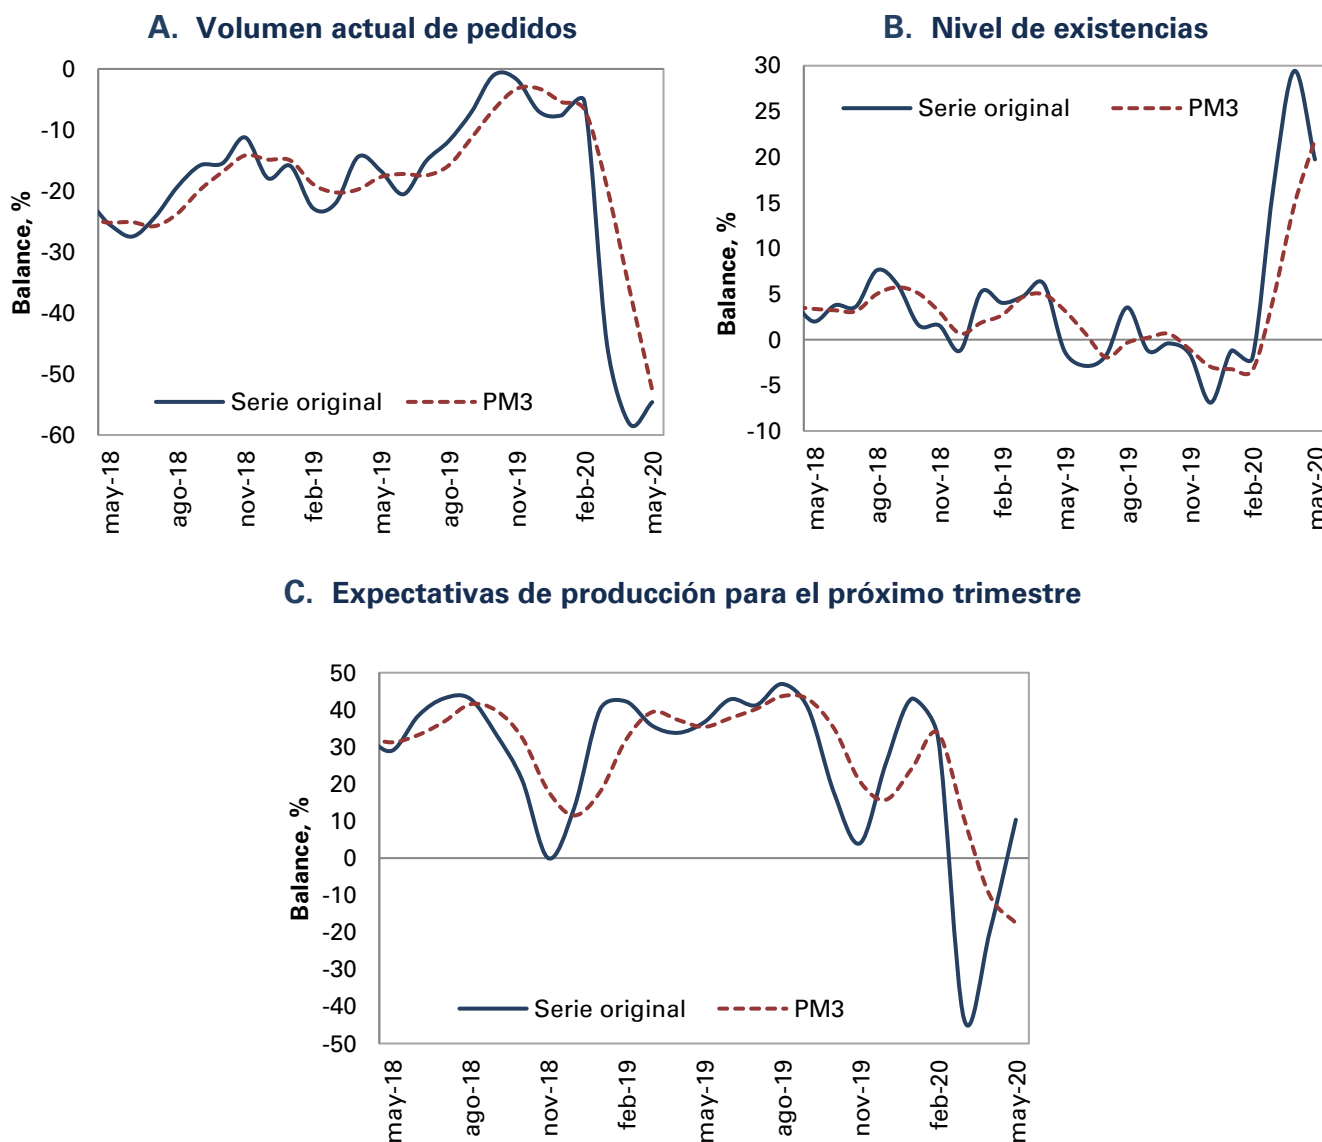 A. Volumen actual de pedidos
Balance, %
0
-10
-20
-30
-40
-50
-60
Serie original
PM3
may-18
ago-18
nov-18
feb-19
may-19
ago-19
nov-19
feb-20
may-20
B. Nivel de existencias
Balance, %
30
25
20
15
10
5
0
-5
-10
Serie original
PM3
may-18
ago-18
nov-18
feb-19
may-19
ago-19
nov-19
feb-20
may-20
C. Expectativas de producción para el próximo trimestre
Balance, %
50
40
30
20
10
0
-10
-20
-30
-40
-50
Serie original
PM3
may-18
ago-18
nov-18
feb-19
may-19
ago-19
nov-19
feb-20
may-20